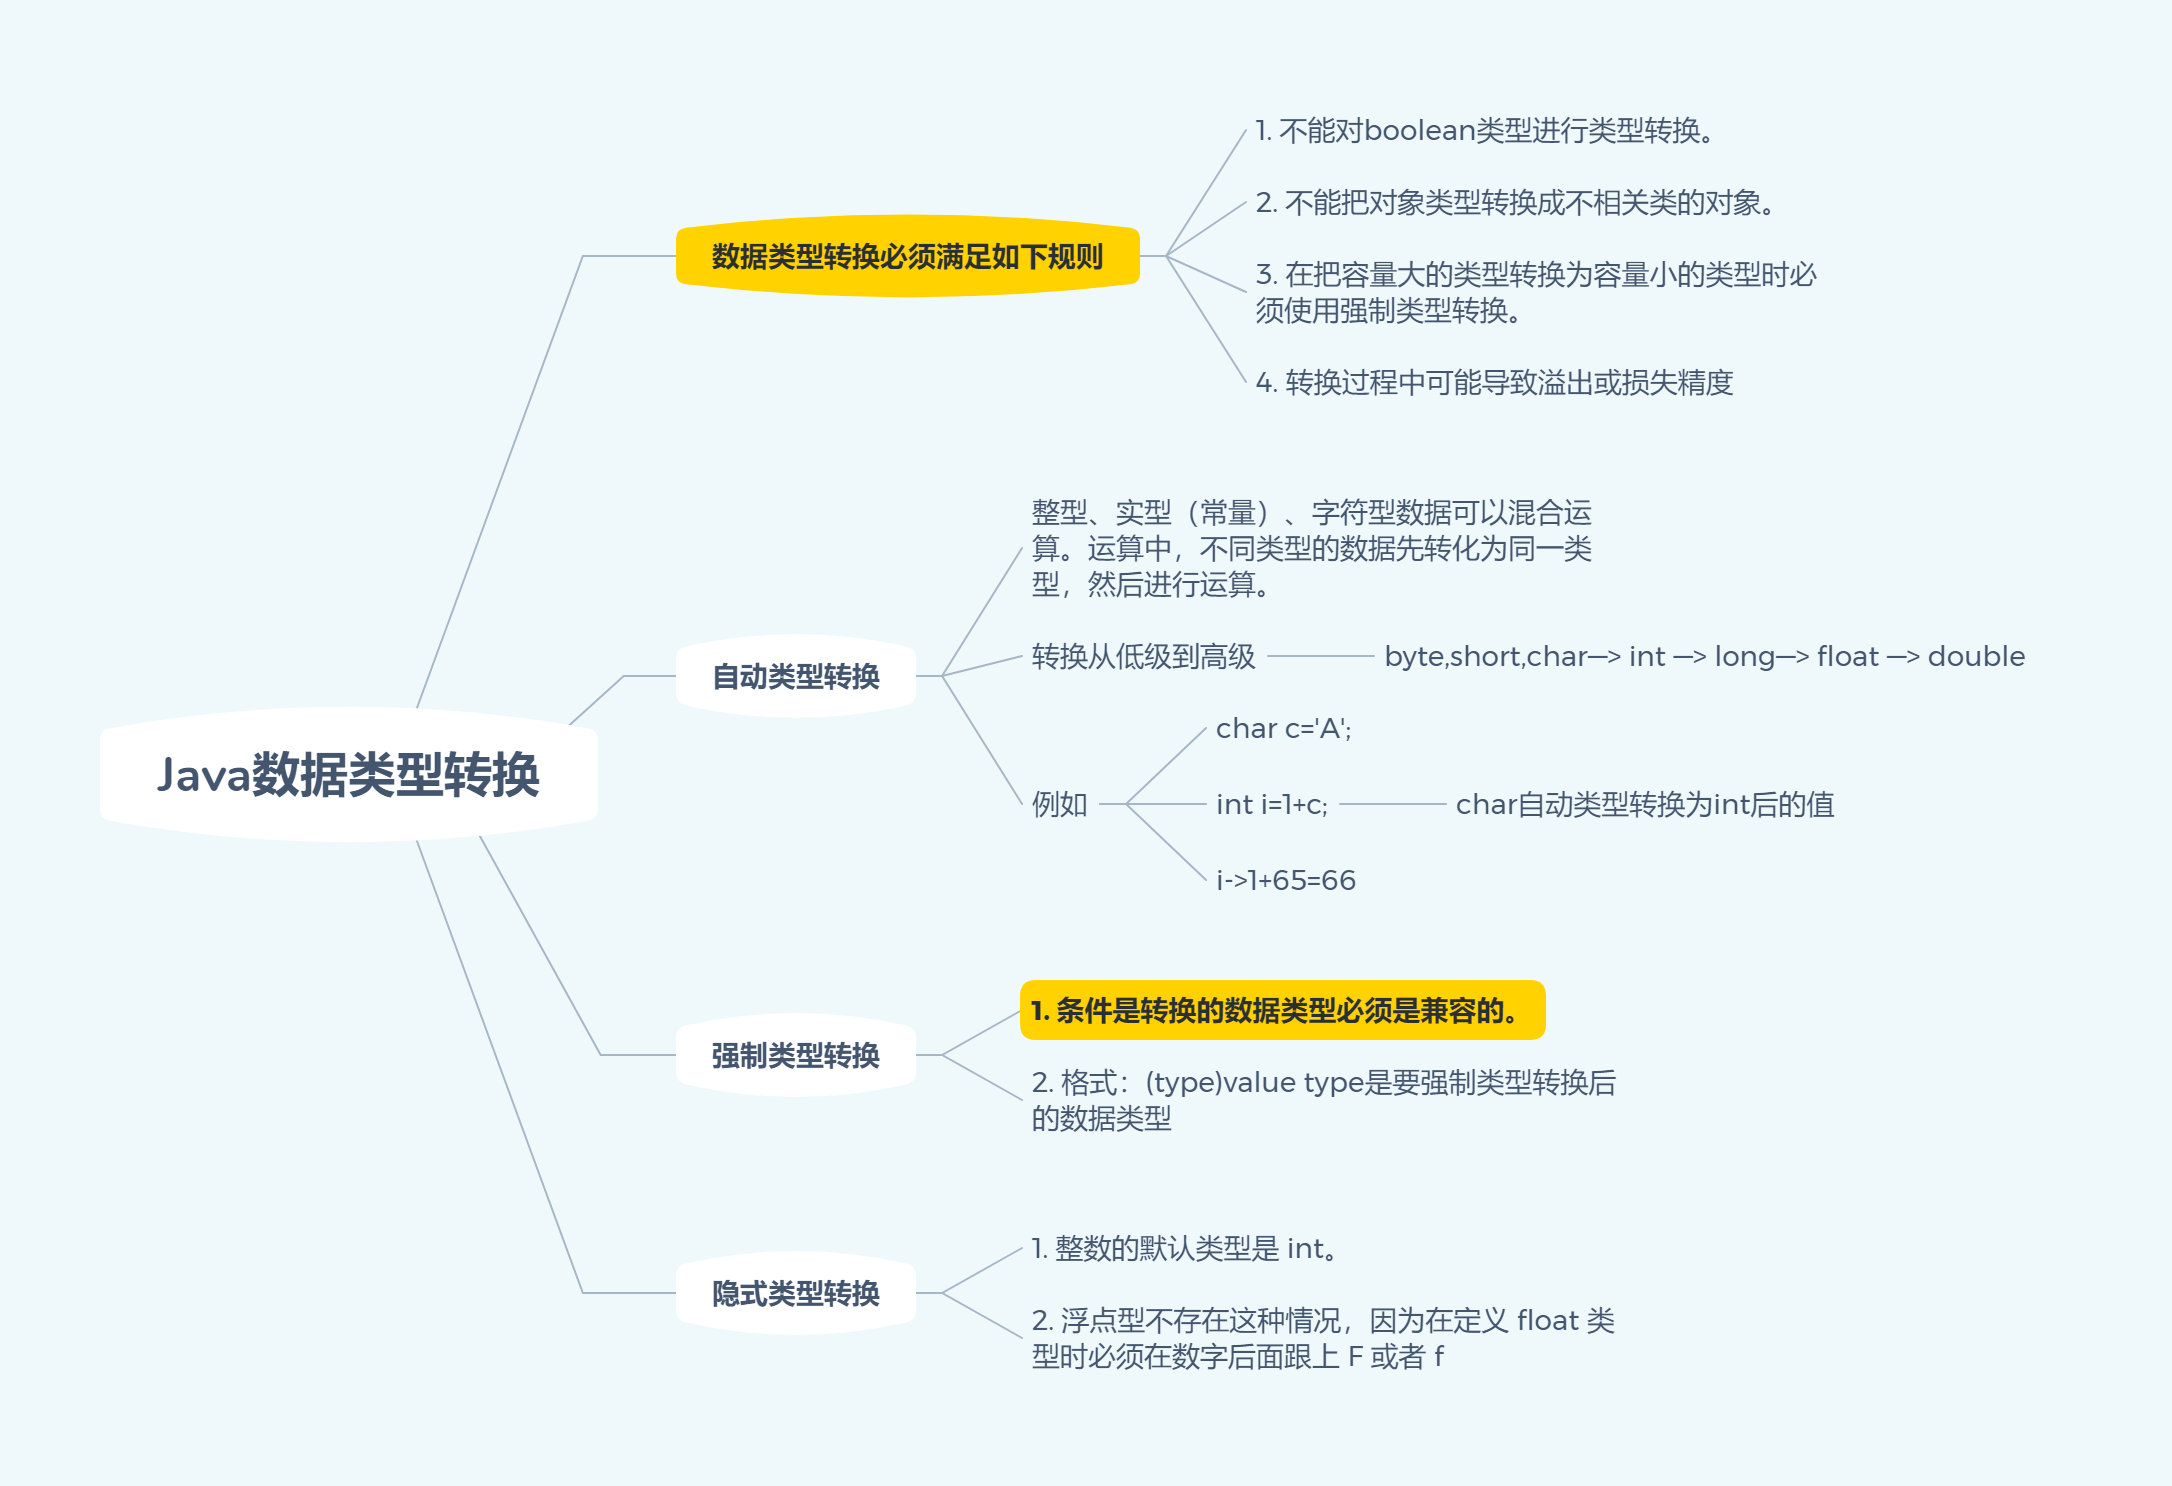 Java数据类型转换
数据类型转换必须满足如下规则
1. 不能对boolean类型进行类型转换。
2. 不能把对象类型转换成不相关类的对象。
3. 在把容量大的类型转换为容量小的类型时必
须使用强制类型转换。
4. 转换过程中可能导致溢出或损失精度
自动类型转换
整型、实型（常量）、字符型数据可以混合运
算。运算中，不同类型的数据先转化为同一类
型，然后进行运算。
转换从低级到高级
byte,short,char—> int —> long—> float —> double
例如
char c='A';
int i=1+c;
char自动类型转换为int后的值
i->1+65=66
强制类型转换
1. 条件是转换的数据类型必须是兼容的。
2. 格式：(type)value type是要强制类型转换后
的数据类型
隐式类型转换
1. 整数的默认类型是 int。
2. 浮点型不存在这种情况，因为在定义 float 类
型时必须在数字后面跟上 F 或者 f